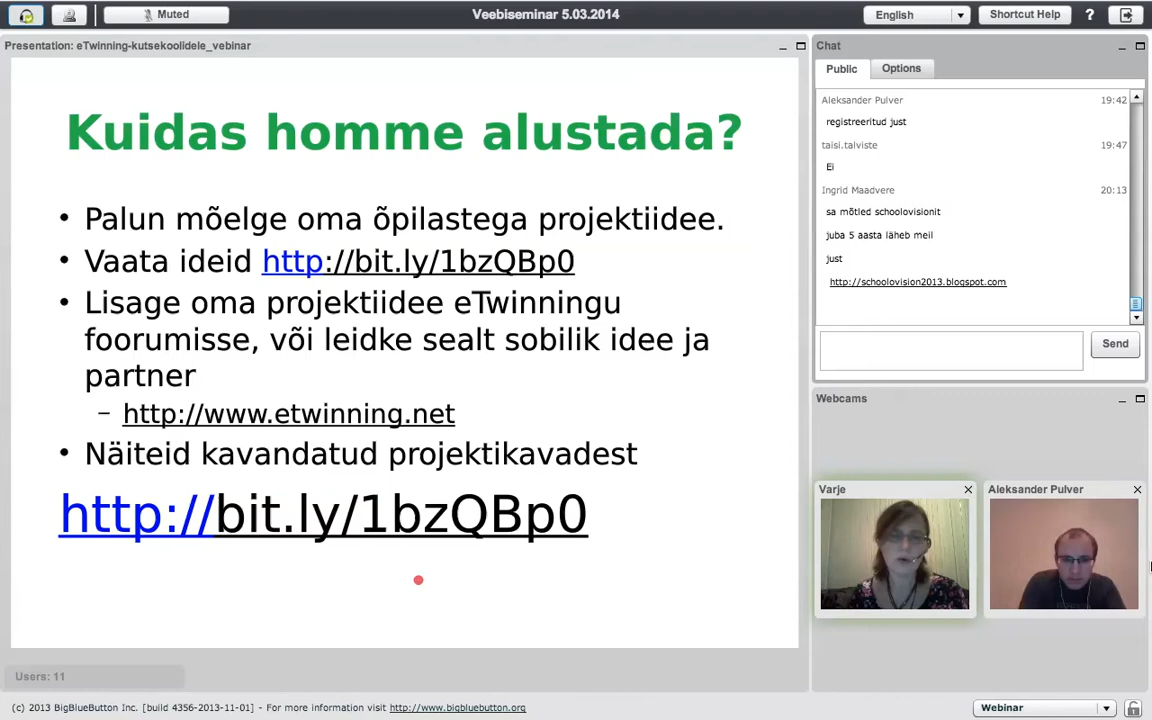 Muted
Veebiseminar 5.03.2014
English
Shortcut Help
?
Presentation: eTwinning-kutsekoolidele_vebinar
Kuidas homme alustada?
• Palun mõelge oma õpilastega projektiidee.
• Vaata ideid http://bit.ly/1bzQBp0
• Lisage oma projektiidee eTwinningu
foorumisse, või leidke sealt sobilik idee ja
partner
– http://www.etwinning.net
• Näiteid kavandatud projektikavadest
http://bit.ly/1bzQBp0
Users: 11
Chat
Public
Options
Aleksander Pulver 19:42
registreeritud just
taisi.talviste 19:47
Ei
Ingrid Maadvere 20:13
sa mõtled schoolovisionit
juba 5 aasta läheb meil
just
http://schoolovision2013.blogspot.com
Send
Webcams
Varje
Aleksander Pulver
(c) 2013 BigBlueButton Inc. [build 4356-2013-11-01] - For more information visit http://www.bigbluebutton.org
Webinar